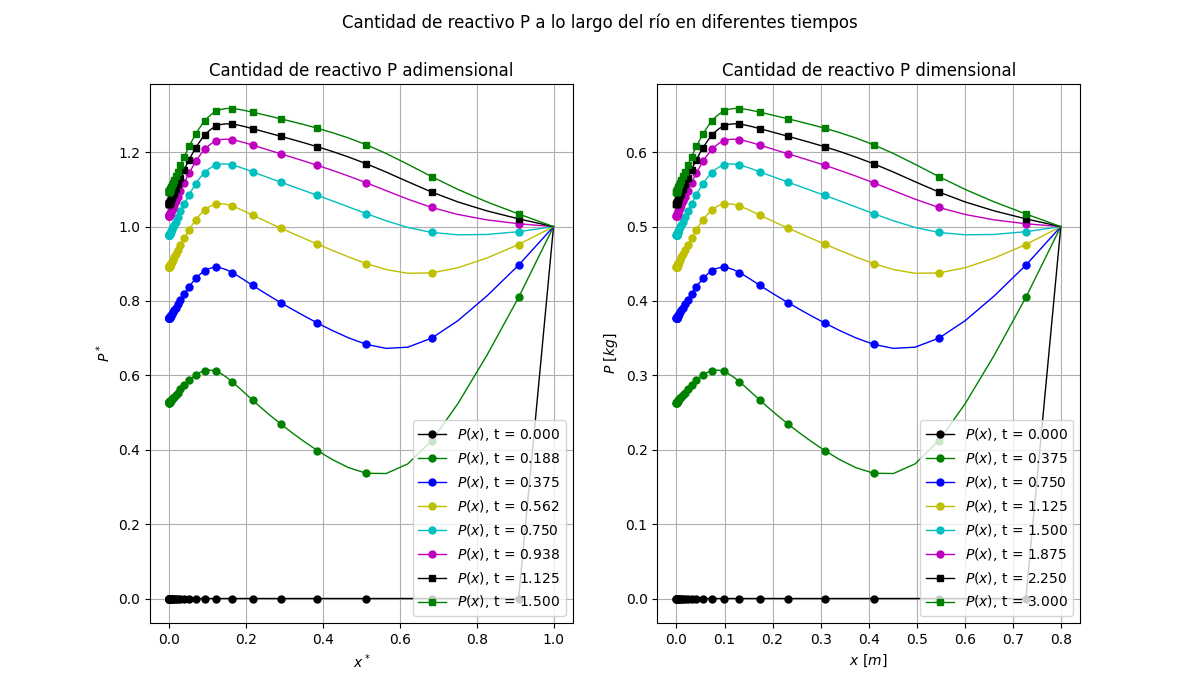 Cantidad de reactivo P a lo largo del río en diferentes tiempos
Cantidad de reactivo P adimensional
1.2
1.0
0.8
0.6
0.4
0.2
0.0
P*
0.0 0.2 0.4 0.6 0.8 1.0
x*
P(x), t = 0.000
P(x), t = 0.188
P(x), t = 0.375
P(x), t = 0.562
P(x), t = 0.750
P(x), t = 0.938
P(x), t = 1.125
P(x), t = 1.500
Cantidad de reactivo P dimensional
0.6
0.5
0.4
0.3
0.2
0.1
0.0
P [kg]
0.0 0.1 0.2 0.3 0.4 0.5 0.6 0.7 0.8
x [m]
P(x), t = 0.000
P(x), t = 0.375
P(x), t = 0.750
P(x), t = 1.125
P(x), t = 1.500
P(x), t = 1.875
P(x), t = 2.250
P(x), t = 3.000